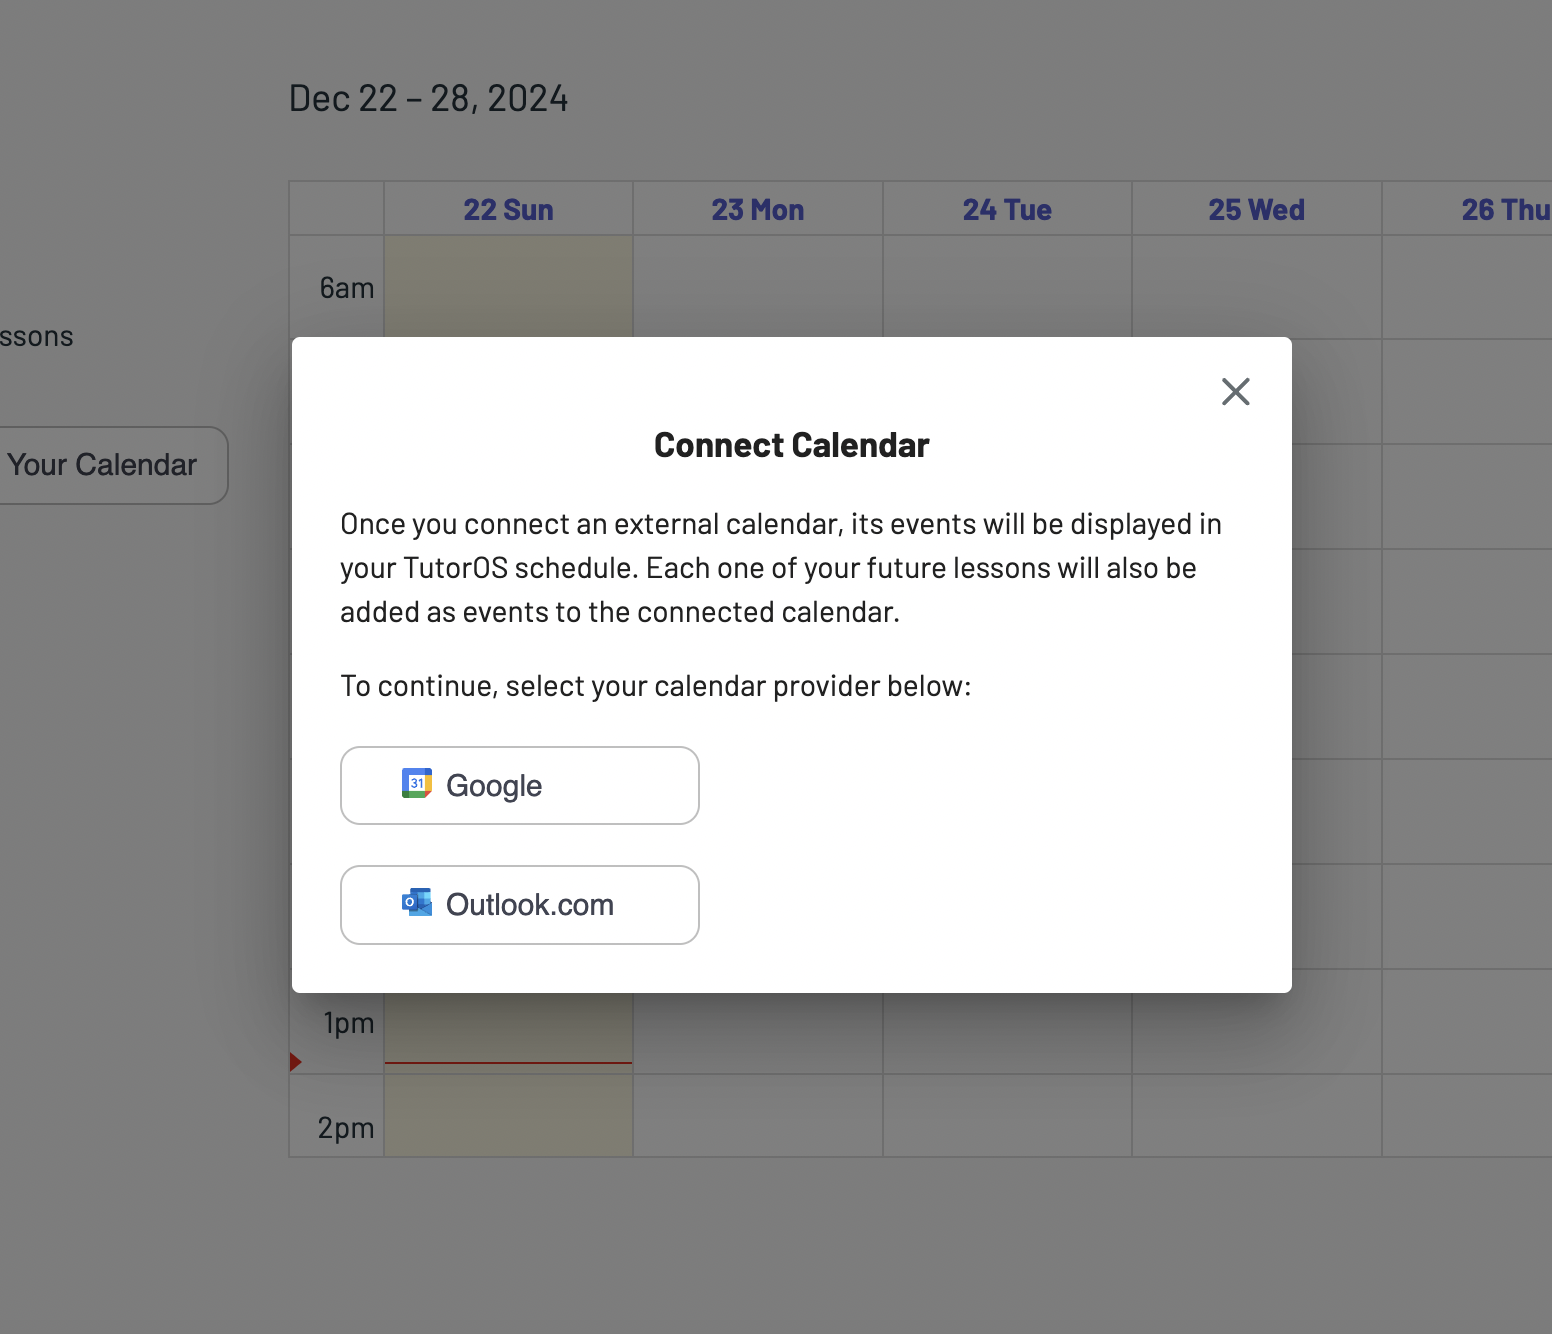 Dec 22 – 28, 2024
22 Sun 23 Mon 24 Tue 25 Wed 26 Thu
6am
ssons
Your Calendar
Connect Calendar
Once you connect an external calendar, its events will be displayed in
your TutorOS schedule. Each one of your future lessons will also be
added as events to the connected calendar.
To continue, select your calendar provider below:
31 Google
O Outlook.com
1pm
2pm